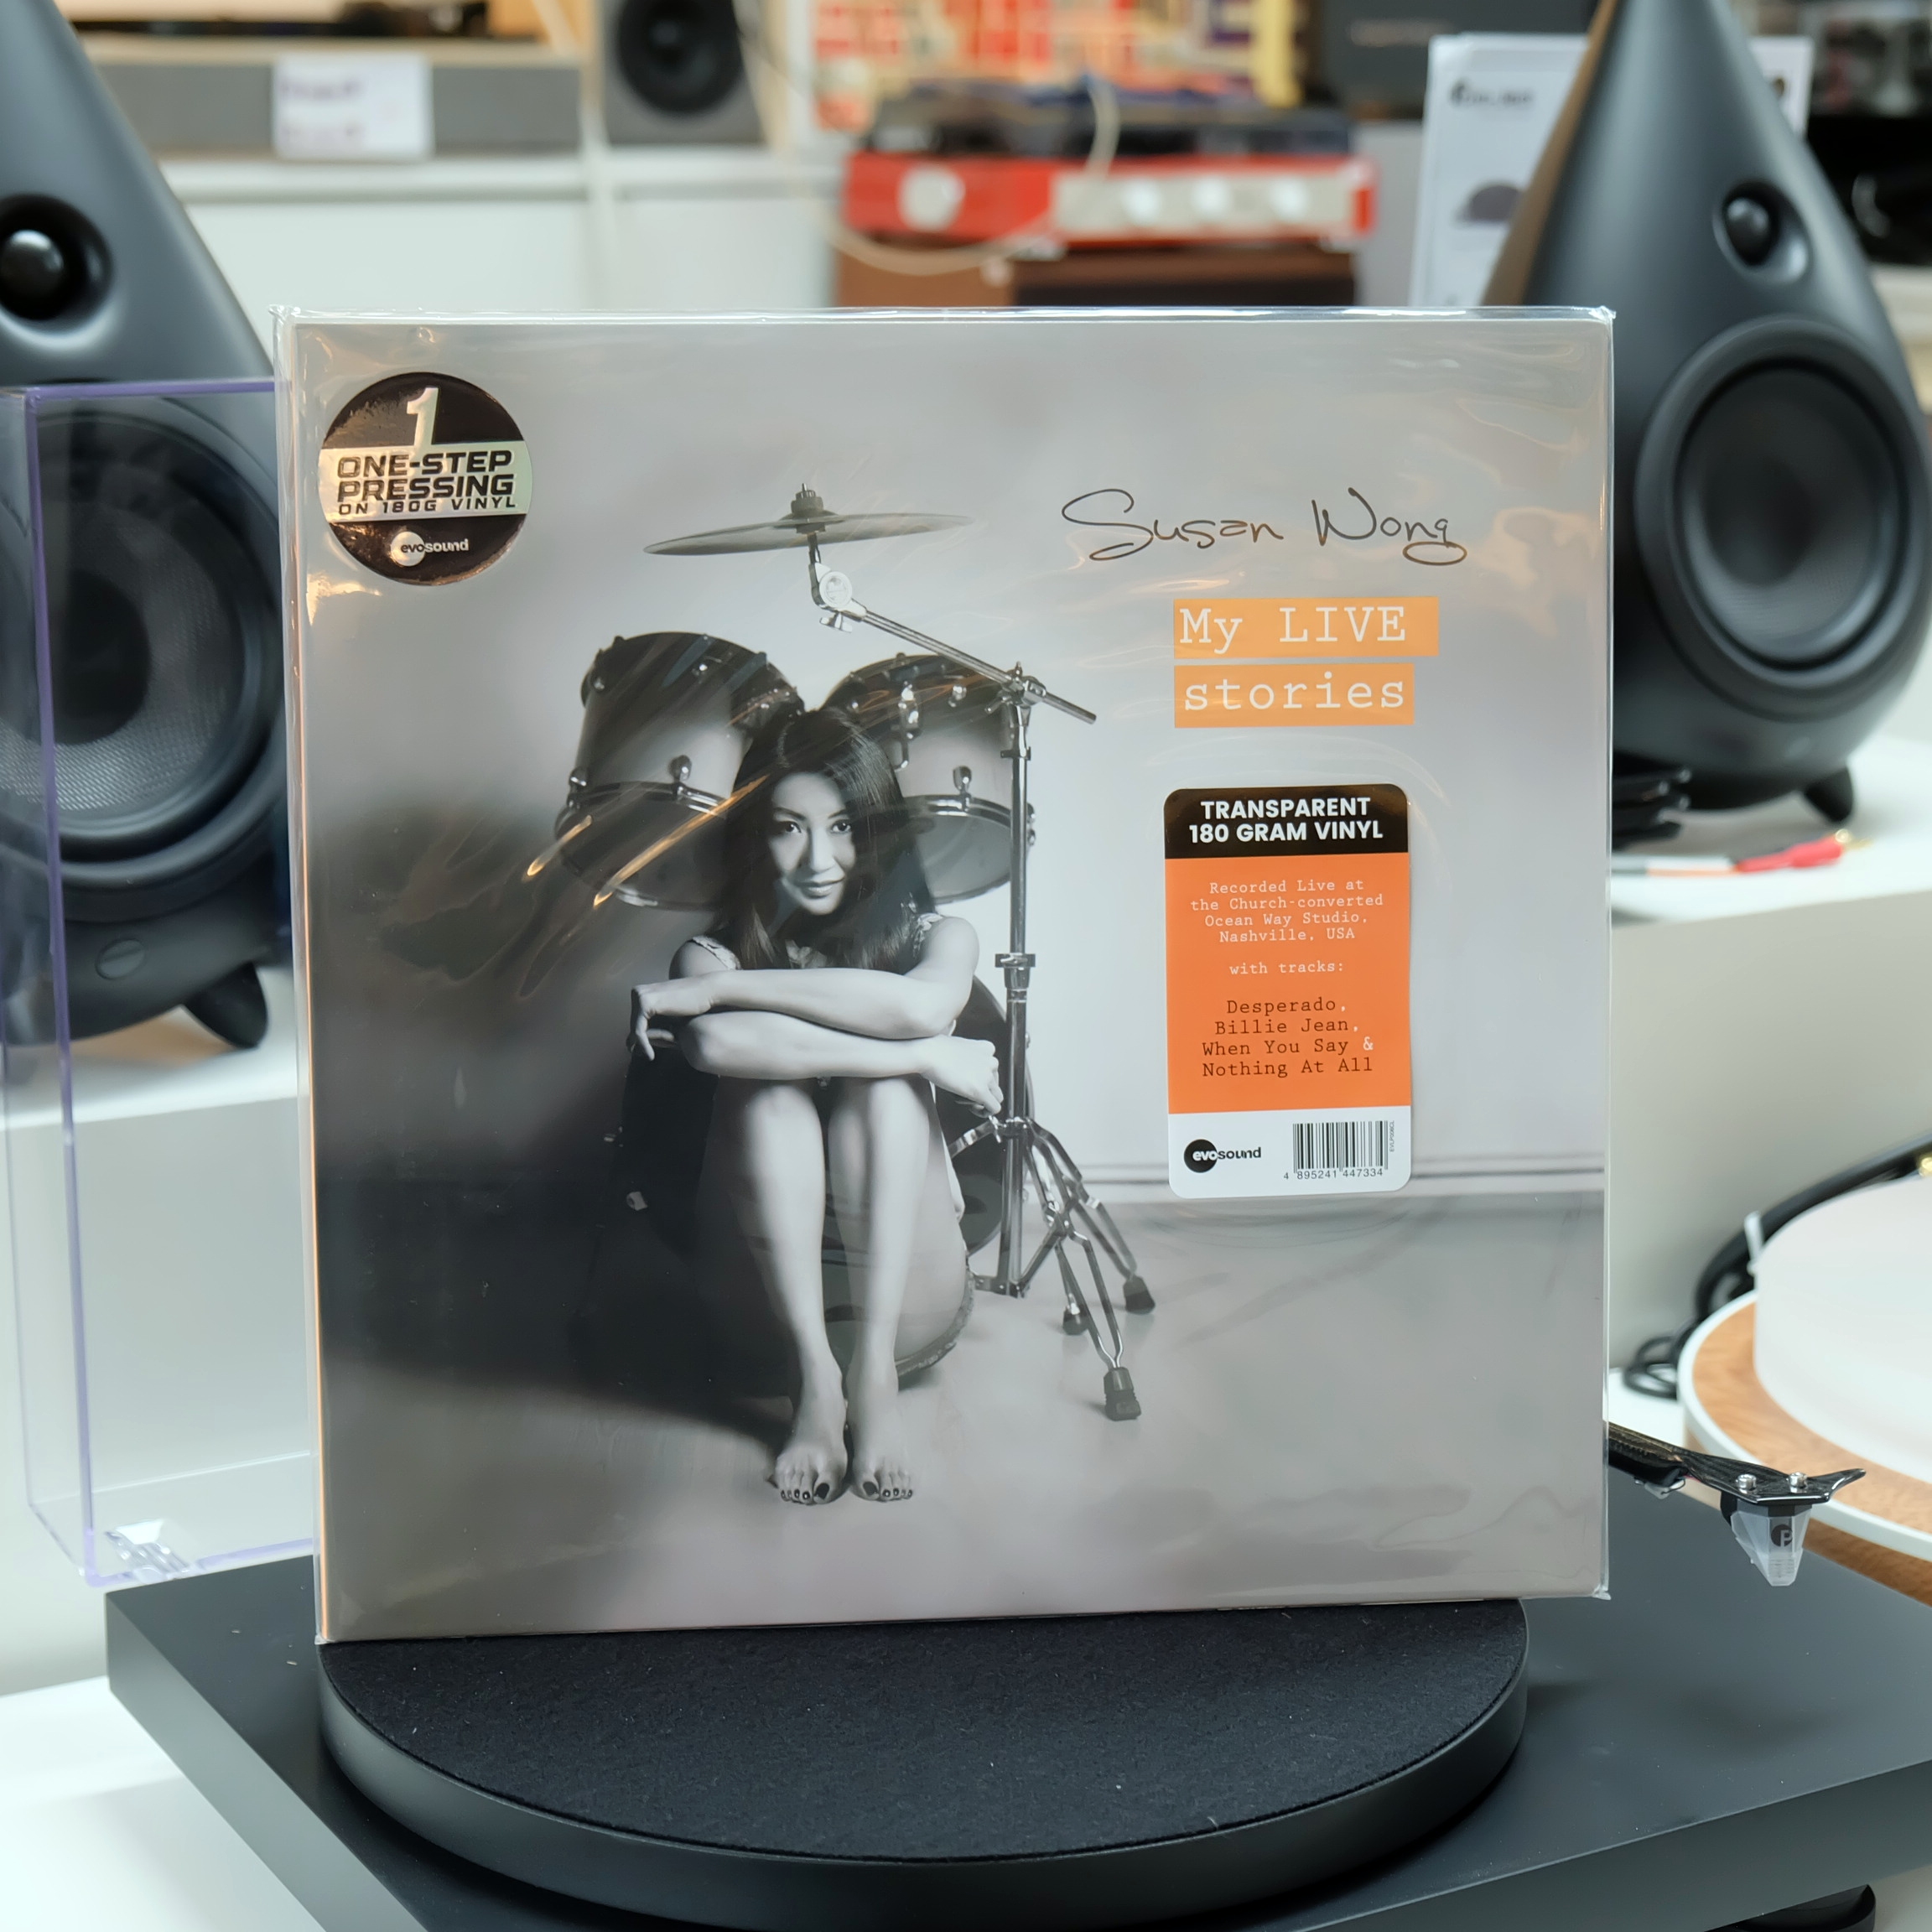 1
ONE-STEP
PRESSING
ON 180G VINYL
evosound
Susan Wong
My LIVE
stories
TRANSPARENT
180 GRAM VINYL
Recorded Live at
the Church-converted
Ocean Way Studio,
Nashville, USA
with tracks:
Desperado,
Billie Jean,
When You Say &
Nothing At All
evosound
4 895241 447334